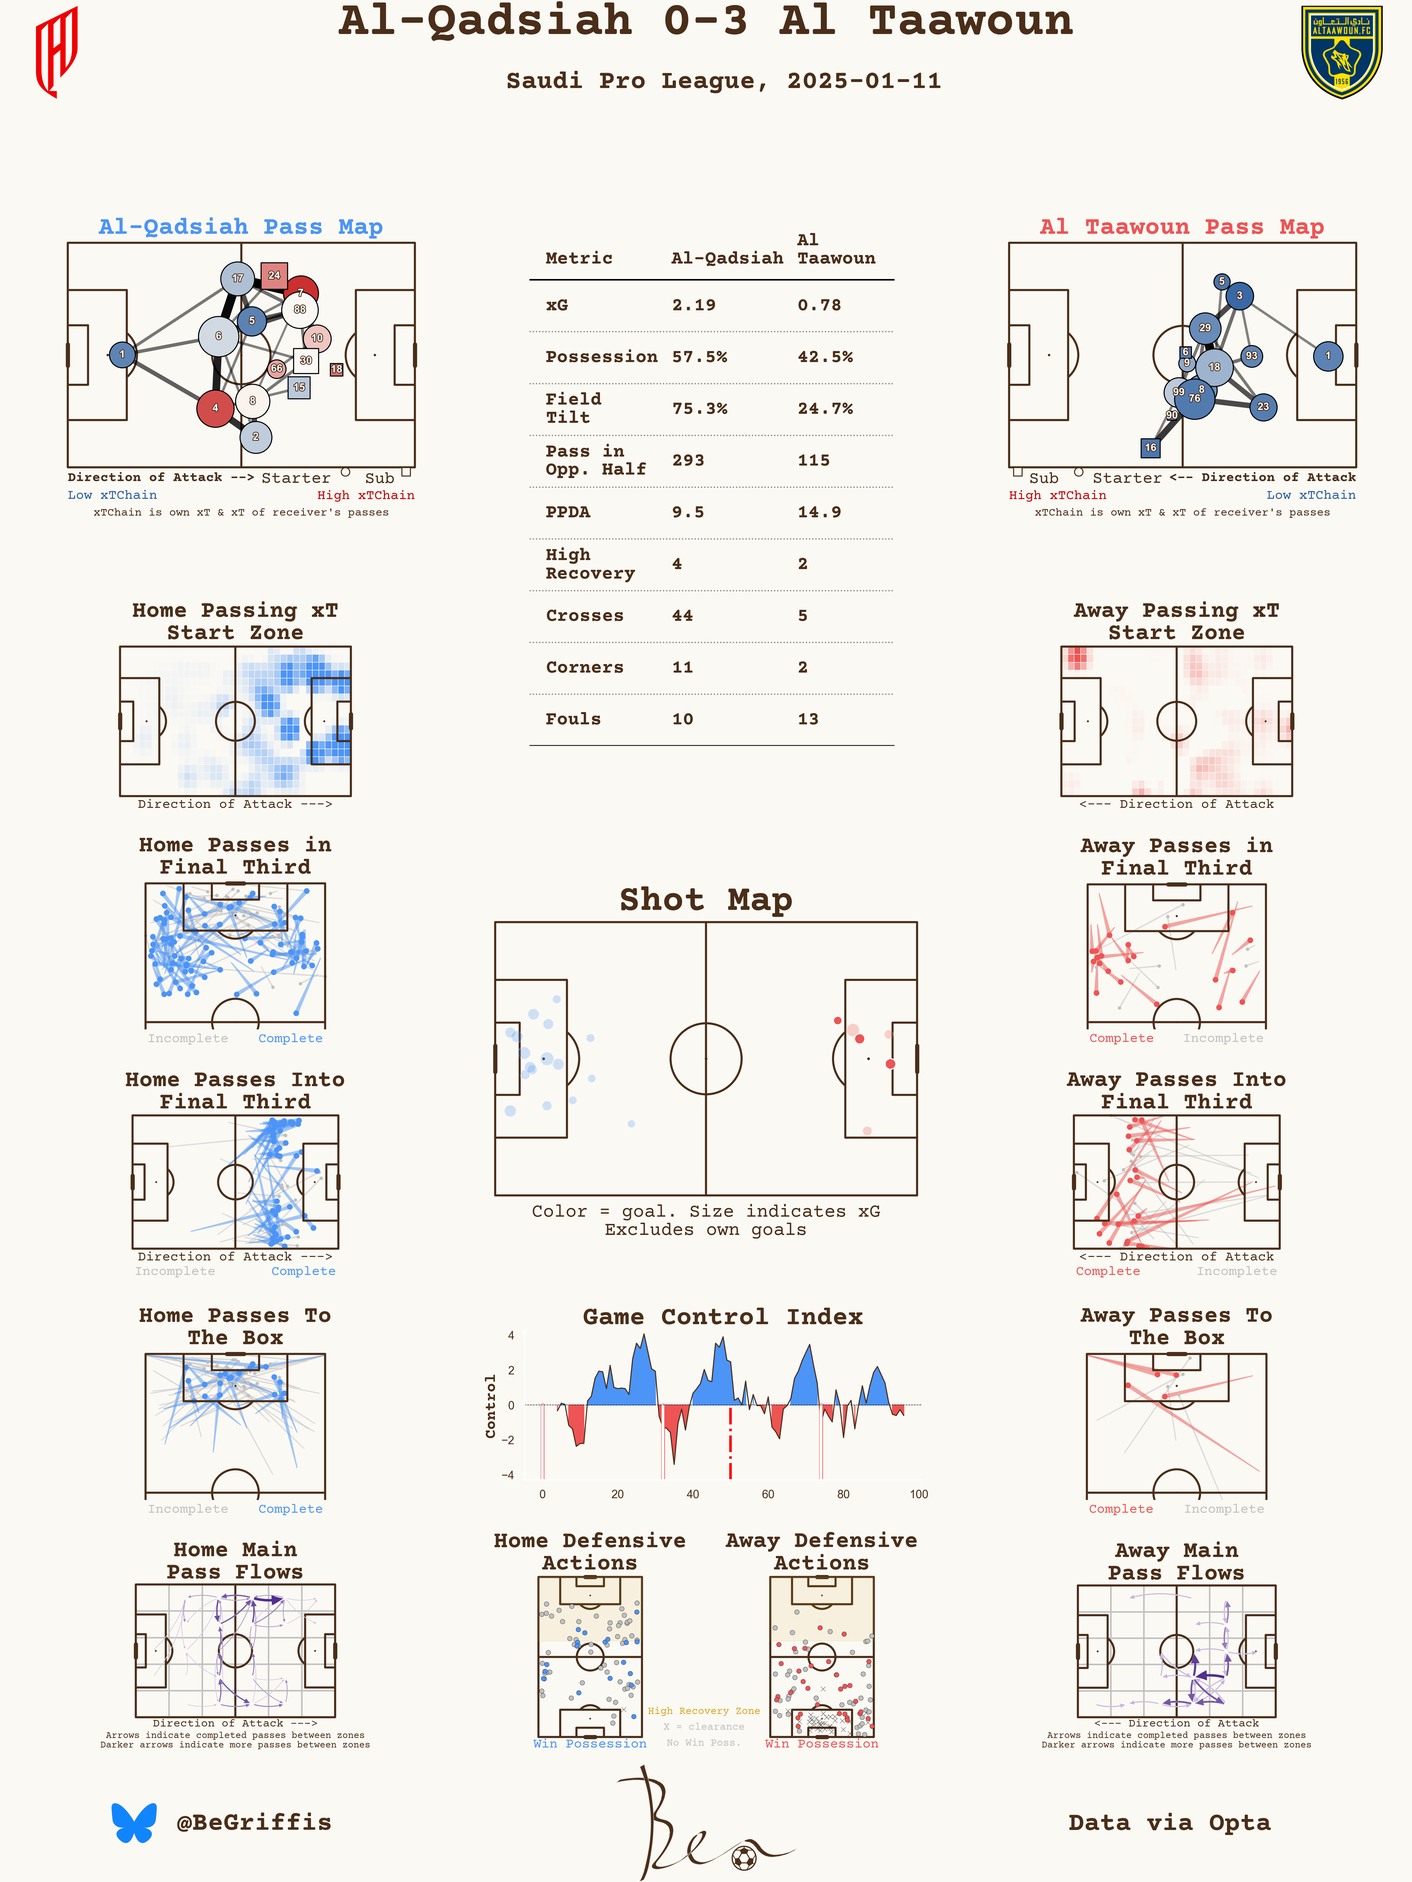 Al-Qadsiah 0-3 Al Taawoun
Saudi Pro League, 2025-01-11
نادي التعاون
ALTAAWOUN.FC
1956
Al-Qadsiah Pass Map
17
24
7
88
5
6
10
1
30
66
18
15
4
8
2
Direction of Attack --> Starter Sub
Low xTChain High xTChain
xTChain is own xT & xT of receiver's passes
Metric Al-Qadsiah Al Taawoun
xG 2.19 0.78
Possession 57.5% 42.5%
Field Tilt 75.3% 24.7%
Pass in Opp. Half 293 115
PPDA 9.5 14.9
High Recovery 4 2
Crosses 44 5
Corners 11 2
Fouls 10 13
Al Taawoun Pass Map
5
3
29
6
9
93
1
18
99
8
76
90
23
16
Sub Starter <-- Direction of Attack
High xTChain Low xTChain
xTChain is own xT & xT of receiver's passes
Home Passing xT
Start Zone
Direction of Attack --->
Away Passing xT
Start Zone
<--- Direction of Attack
Home Passes in
Final Third
Incomplete Complete
Away Passes in
Final Third
Complete Incomplete
Shot Map
Color = goal. Size indicates xG
Excludes own goals
Home Passes Into
Final Third
Direction of Attack --->
Incomplete Complete
Away Passes Into
Final Third
<--- Direction of Attack
Complete Incomplete
Home Passes To
The Box
Incomplete Complete
Game Control Index
Control
4
2
0
−2
−4
0 20 40 60 80 100
Away Passes To
The Box
Complete Incomplete
Home Main
Pass Flows
Direction of Attack --->
Arrows indicate completed passes between zones
Darker arrows indicate more passes between zones
Home Defensive
Actions
Win Possession
High Recovery Zone
X = clearance
No Win Poss.
Away Defensive
Actions
Win Possession
Away Main
Pass Flows
<--- Direction of Attack
Arrows indicate completed passes between zones
Darker arrows indicate more passes between zones
@BeGriffis
Ben
Data via Opta